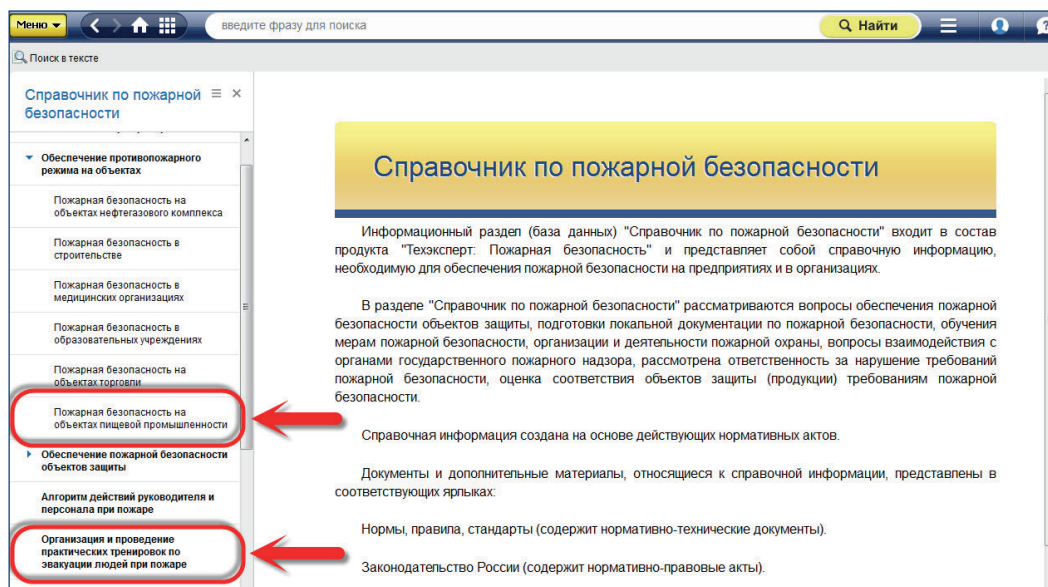 Меню
введите фразу для поиска
Найти
?
Поиск в тексте
Справочник по пожарной
безопасности
Обеспечение противопожарного
режима на объектах
Пожарная безопасность на
объектах нефтегазового комплекса
Пожарная безопасность в
строительстве
Пожарная безопасность в
медицинских организациях
Пожарная безопасность в
образовательных учреждениях
Пожарная безопасность на
объектах торговли
Пожарная безопасность на
объектах пищевой промышленности
Обеспечение пожарной безопасности
объектов защиты
Алгоритм действий руководителя и
персонала при пожаре
Организация и проведение
практических тренировок по
эвакуации людей при пожаре
Справочник по пожарной безопасности
Информационный раздел (база данных) "Справочник по пожарной безопасности" входит в состав
продукта "Техэксперт: Пожарная безопасность" и представляет собой справочную информацию,
необходимую для обеспечения пожарной безопасности на предприятиях и в организациях.
В разделе "Справочник по пожарной безопасности" рассматриваются вопросы обеспечения пожарной
безопасности объектов защиты, подготовки локальной документации по пожарной безопасности, обучения
мерам пожарной безопасности, организации и деятельности пожарной охраны, вопросы взаимодействия с
органами государственного пожарного надзора, рассмотрена ответственность за нарушение требований
пожарной безопасности, оценка соответствия объектов защиты (продукции) требованиям пожарной
безопасности.
Справочная информация создана на основе действующих нормативных актов.
Документы и дополнительные материалы, относящиеся к справочной информации, представлены в
соответствующих ярлыках:
Нормы, правила, стандарты (содержит нормативно-технические документы).
Законодательство России (содержит нормативно-правовые акты).